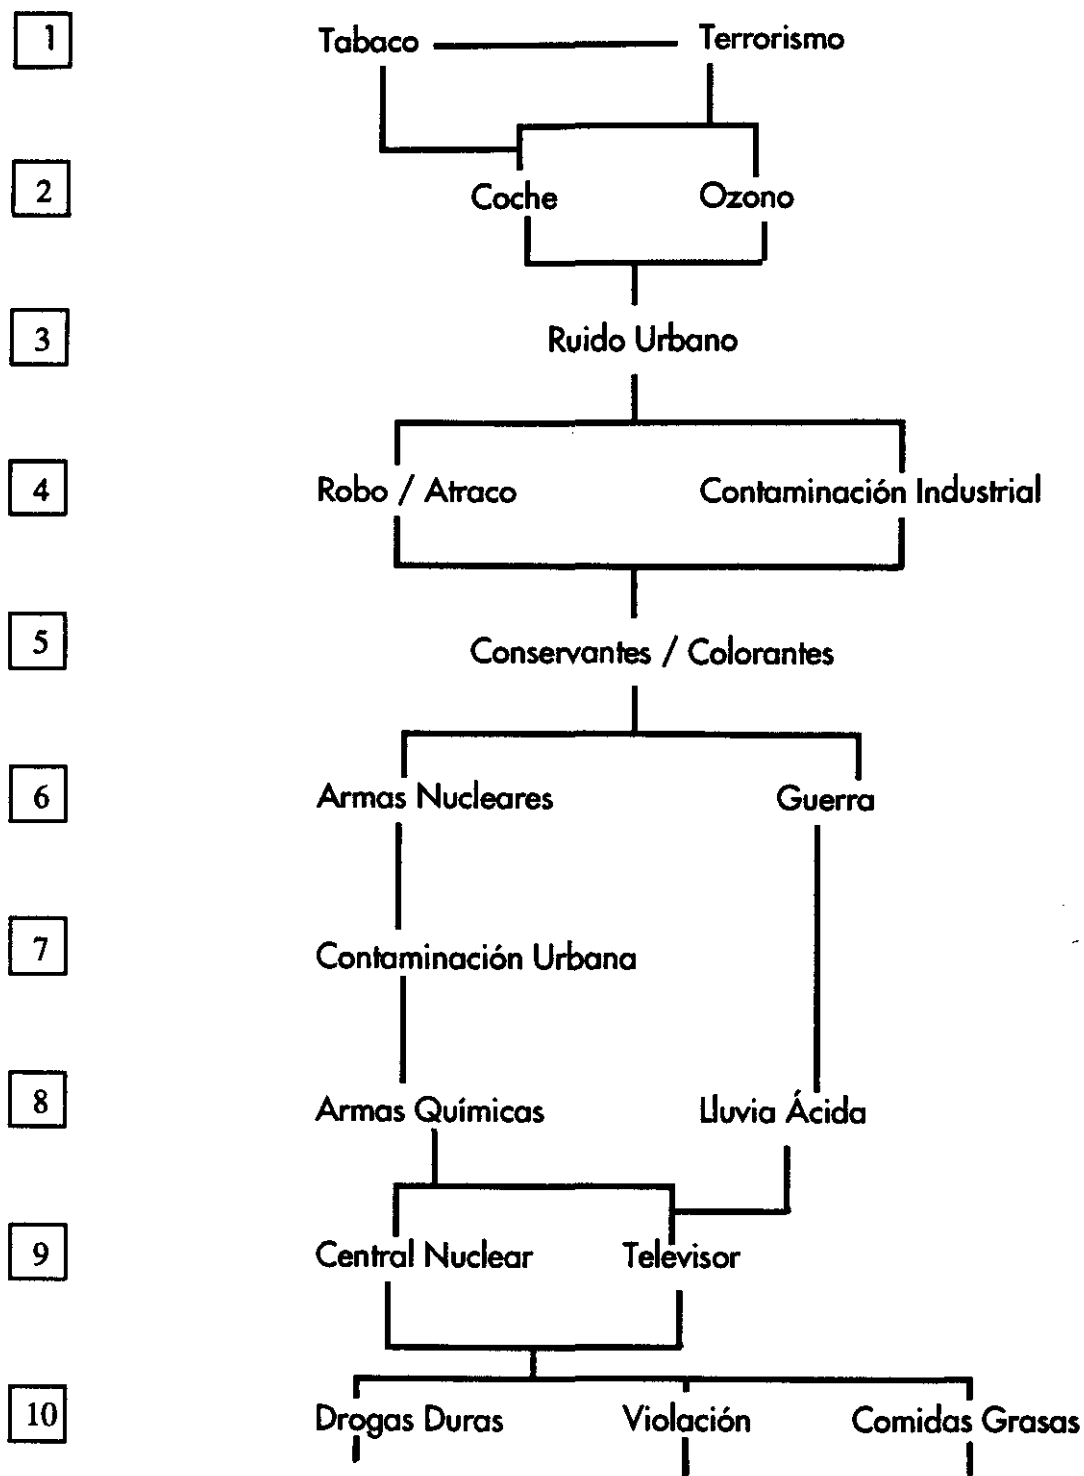 1 Tabaco Terrorismo
2 Coche Ozono
3 Ruido Urbano
4 Robo / Atraco Contaminación Industrial
5 Conservantes / Colorantes
6 Armas Nucleares Guerra
7 Contaminación Urbana
8 Armas Químicas Lluvia Ácida
9 Central Nuclear Televisor
10 Drogas Duras Violación Comidas Grasas